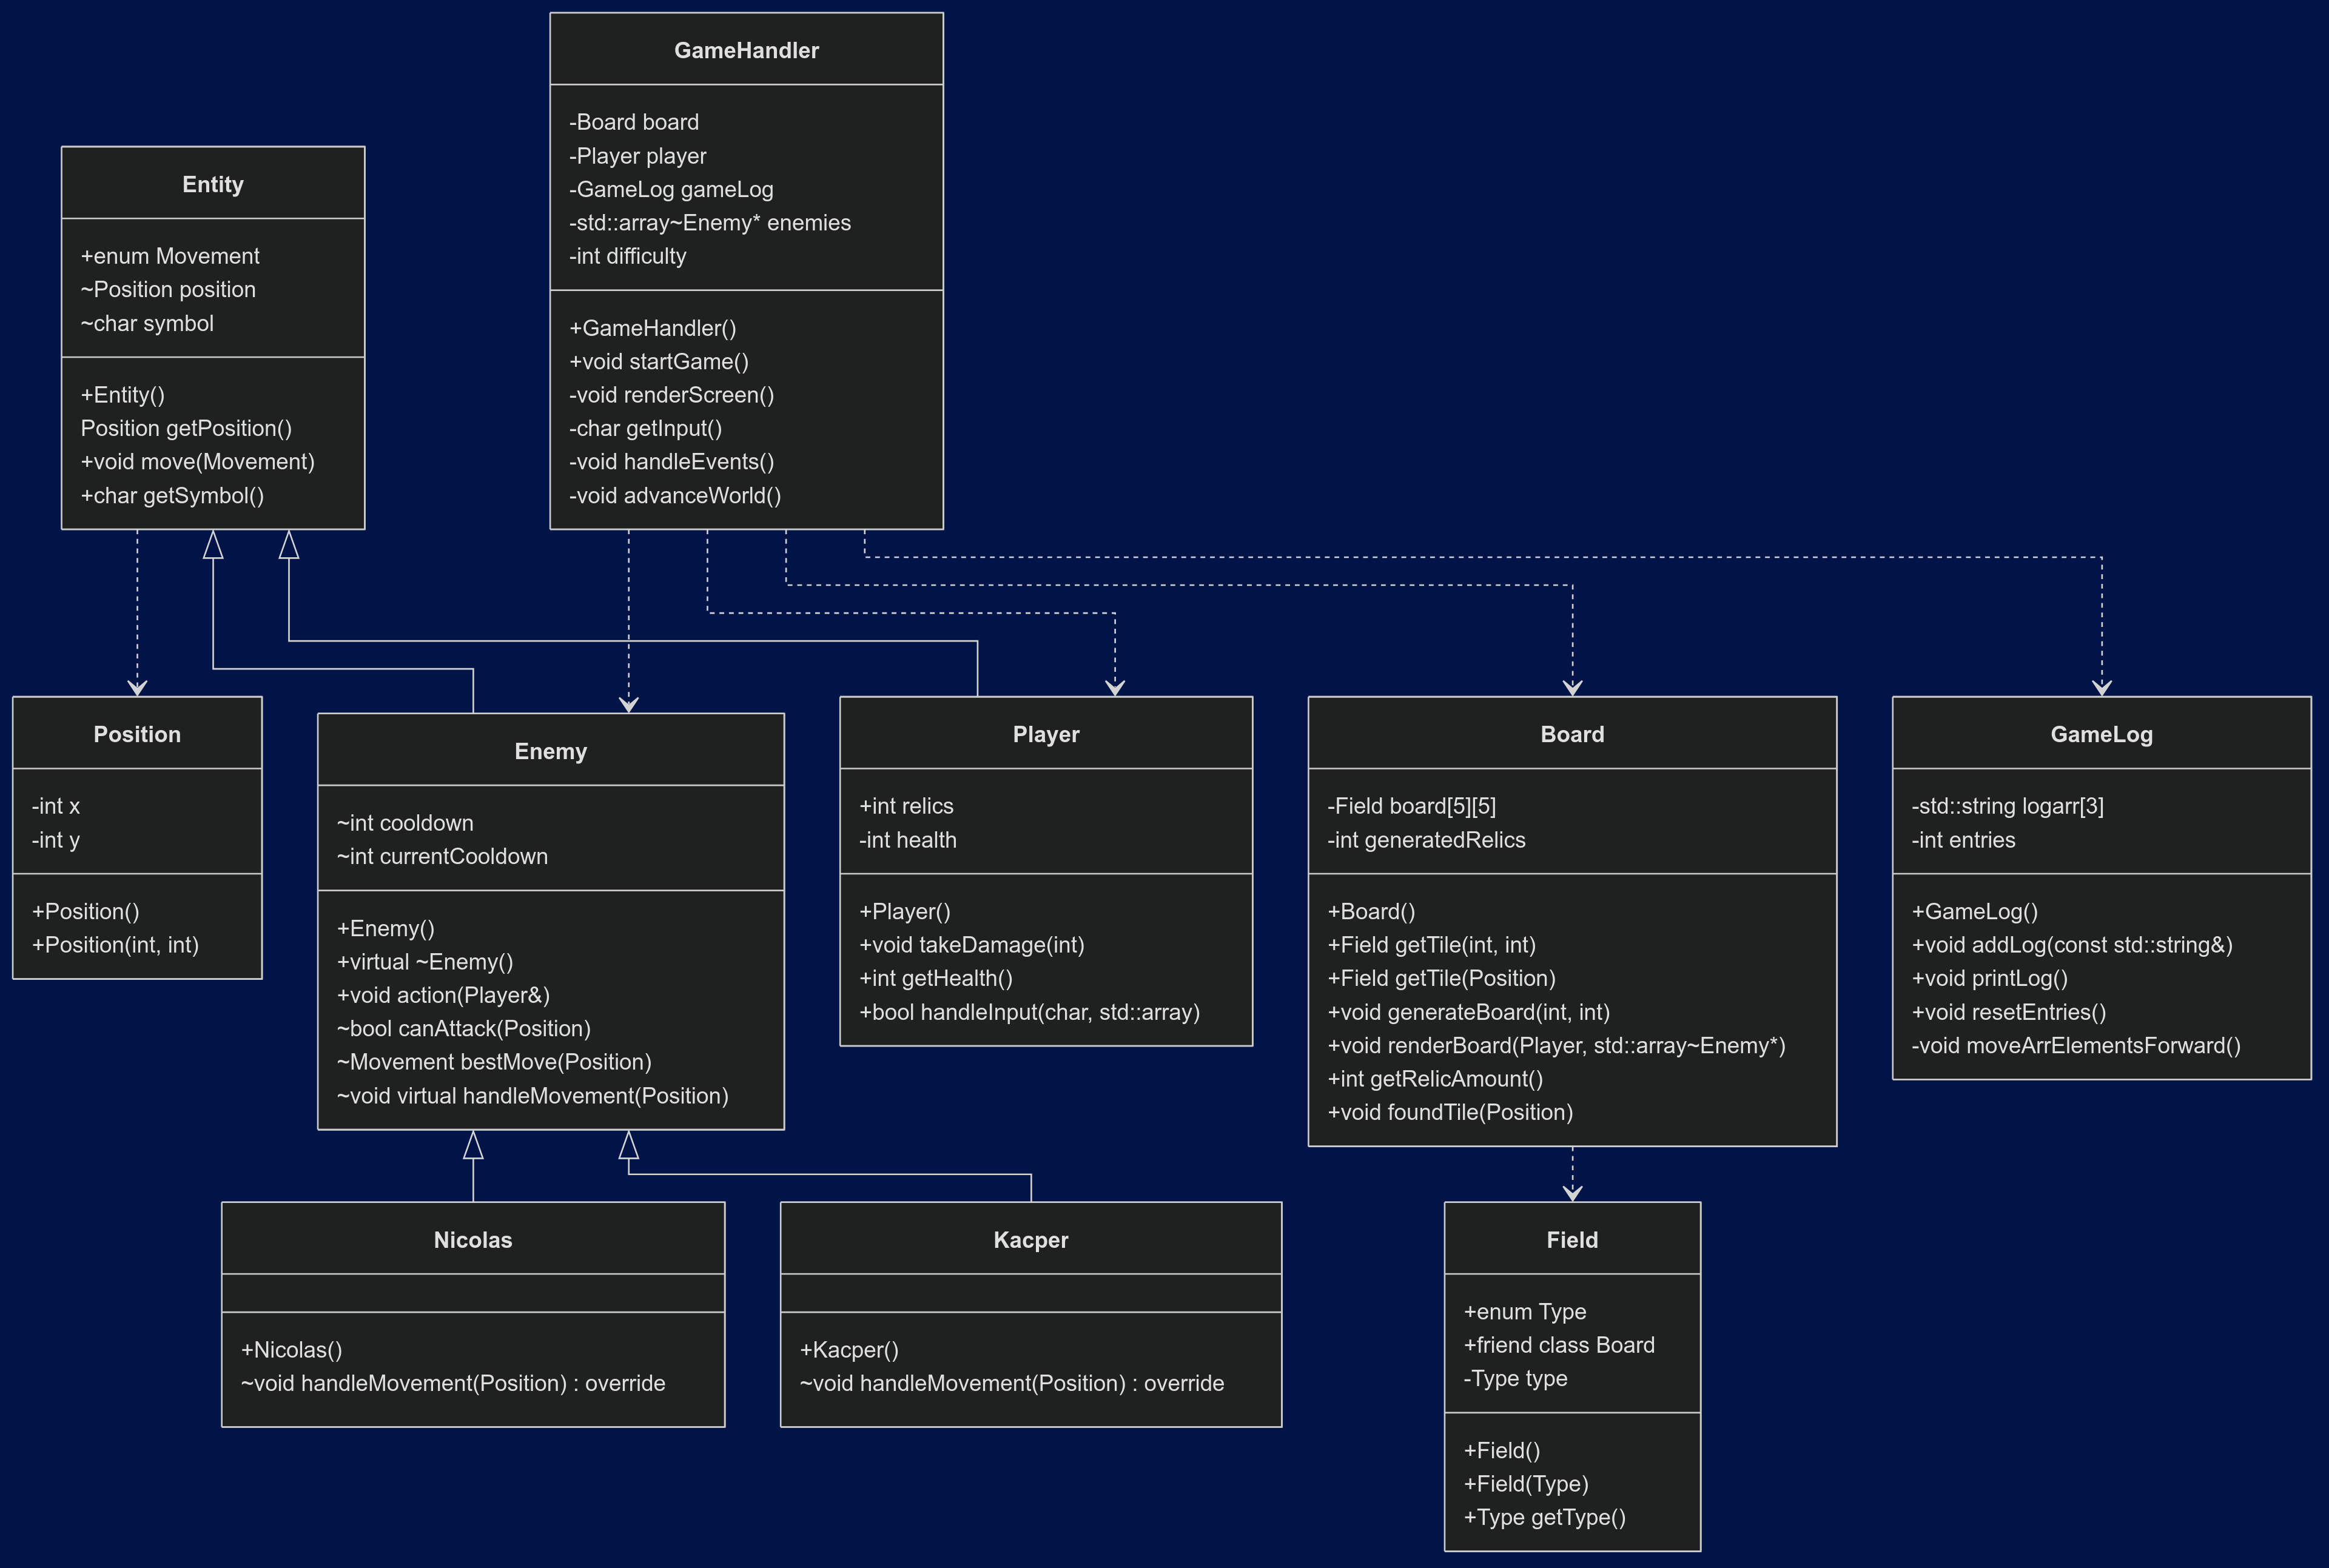 GameHandler
-Board board
-Player player
-GameLog gameLog
-std::array~Enemy* enemies
-int difficulty
+GameHandler()
+void startGame()
-void renderScreen()
-char getInput()
-void handleEvents()
-void advanceWorld()
Entity
+enum Movement
~Position position
~char symbol
+Entity()
Position getPosition()
+void move(Movement)
+char getSymbol()
Position
-int x
-int y
+Position()
+Position(int, int)
Enemy
~int cooldown
~int currentCooldown
+Enemy()
+virtual ~Enemy()
+void action(Player&)
~bool canAttack(Position)
~Movement bestMove(Position)
~void virtual handleMovement(Position)
Player
+int relics
-int health
+Player()
+void takeDamage(int)
+int getHealth()
+bool handleInput(char, std::array)
Board
-Field board[5][5]
-int generatedRelics
+Board()
+Field getTile(int, int)
+Field getTile(Position)
+void generateBoard(int, int)
+void renderBoard(Player, std::array~Enemy*)
+int getRelicAmount()
+void foundTile(Position)
GameLog
-std::string logarr[3]
-int entries
+GameLog()
+void addLog(const std::string&)
+void printLog()
+void resetEntries()
-void moveArrElementsForward()
Nicolas
+Nicolas()
~void handleMovement(Position) : override
Kacper
+Kacper()
~void handleMovement(Position) : override
Field
+enum Type
+friend class Board
-Type type
+Field()
+Field(Type)
+Type getType()